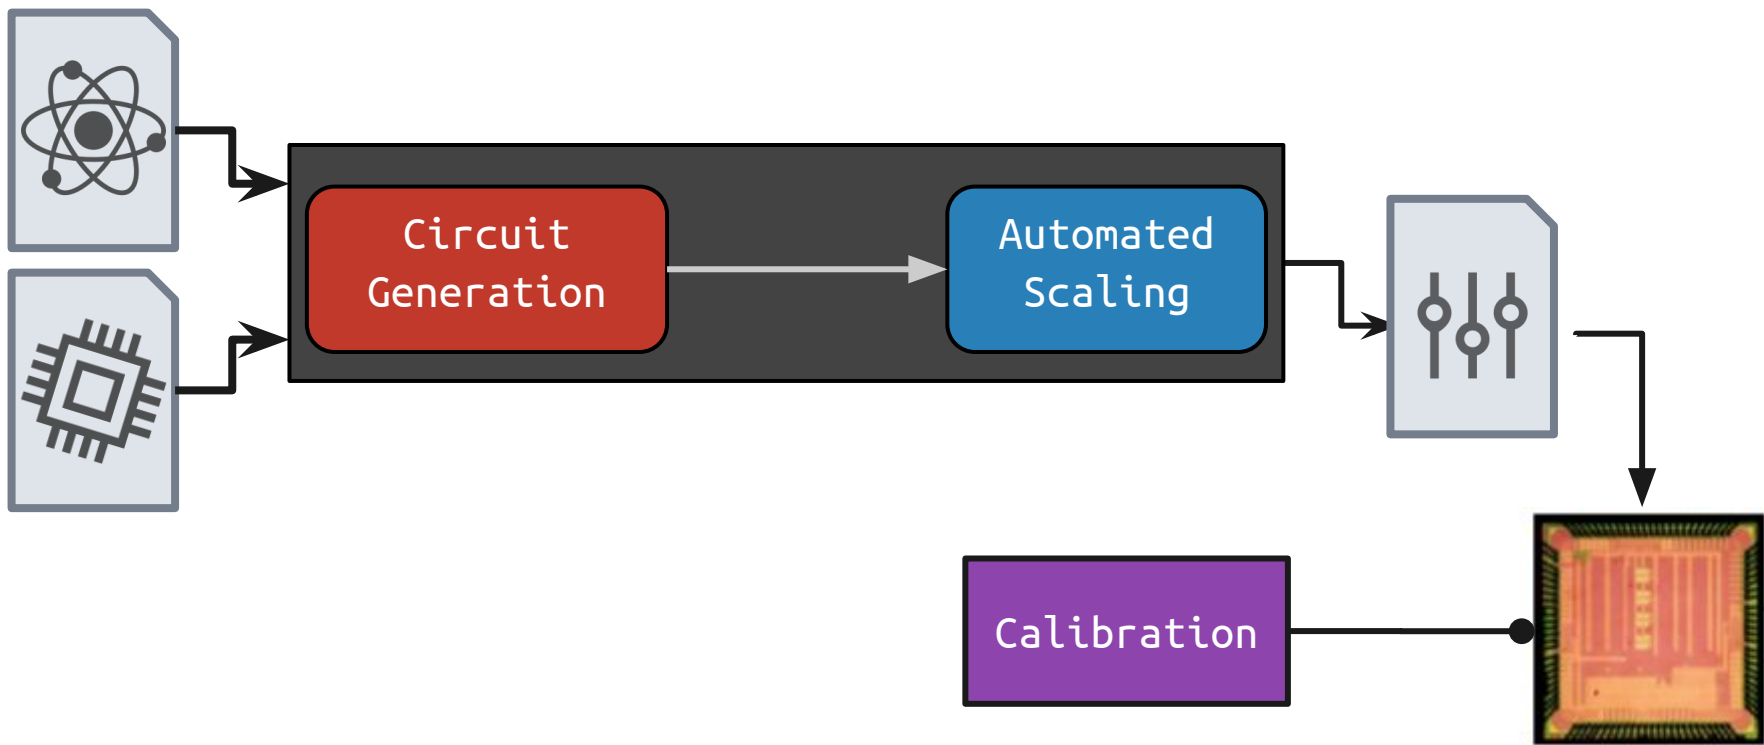 Circuit
Generation
Automated
Scaling
Calibration